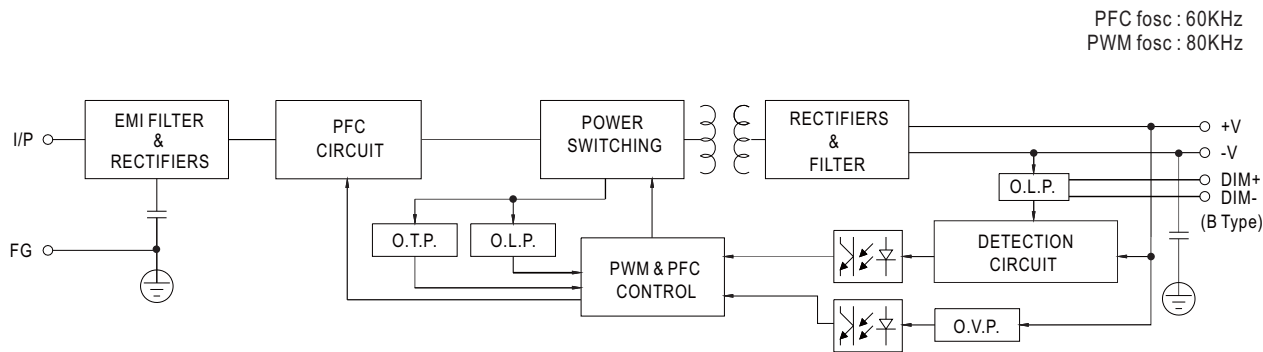 PFC fosc : 60KHz
PWM fosc : 80KHz
I/P
EMI FILTER
&
RECTIFIERS
PFC
CIRCUIT
POWER
SWITCHING
RECTIFIERS
&
FILTER
+V
-V
DIM+
DIM-
(B Type)
O.L.P.
FG
O.T.P.
O.L.P.
PWM & PFC
CONTROL
DETECTION
CIRCUIT
O.V.P.